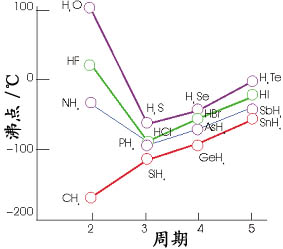 100
H₂O
HF
H₂Te
H₂Se
HI
0
NH₃
H₂S
HBr
SbH₃
HCl
AsH₃
SnH₄
沸点/℃
-100
PH₃
GeH₄
SiH₄
CH₄
-200
2
3
4
5
周期